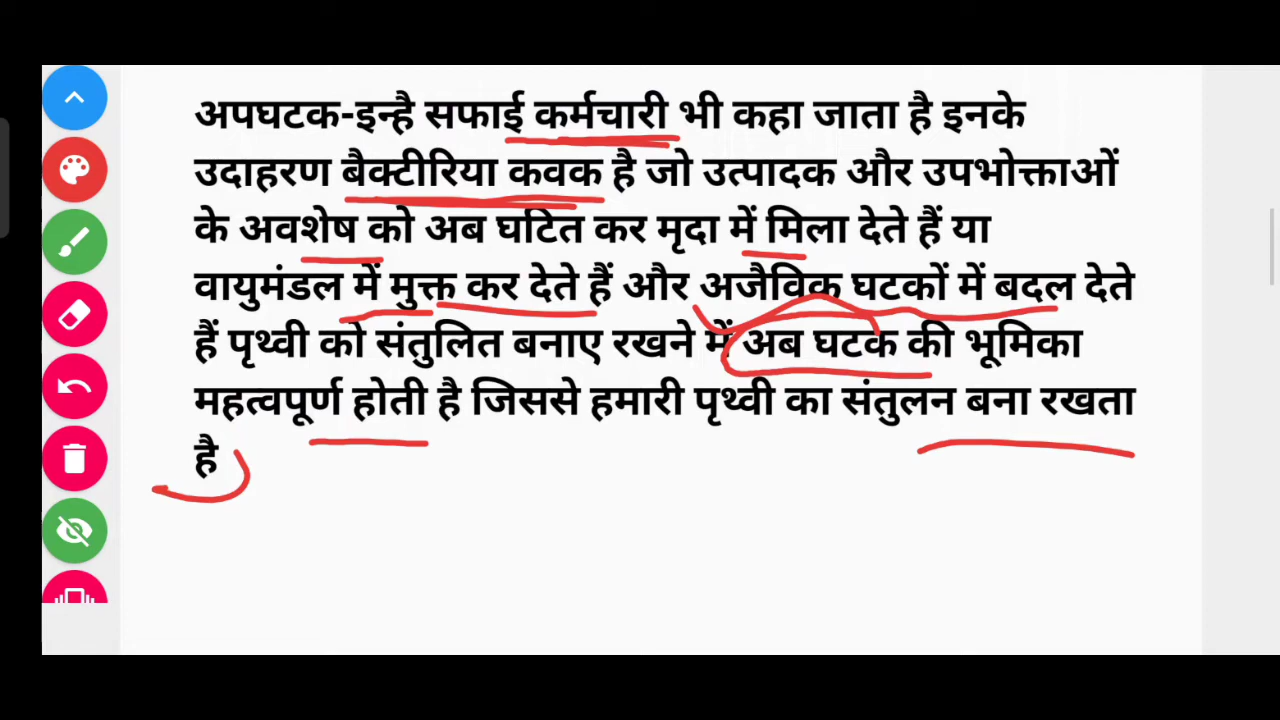 अपघटक-इन्है सफाई कर्मचारी भी कहा जाता है इनके
उदाहरण बैक्टीरिया कवक है जो उत्पादक और उपभोक्ताओं
के अवशेष को अब घटित कर मृदा में मिला देते हैं या
वायुमंडल में मुक्त कर देते हैं और अजैविक घटकों में बदल देते
हैं पृथ्वी को संतुलित बनाए रखने में अब घटक की भूमिका
महत्वपूर्ण होती है जिससे हमारी पृथ्वी का संतुलन बना रखता
है